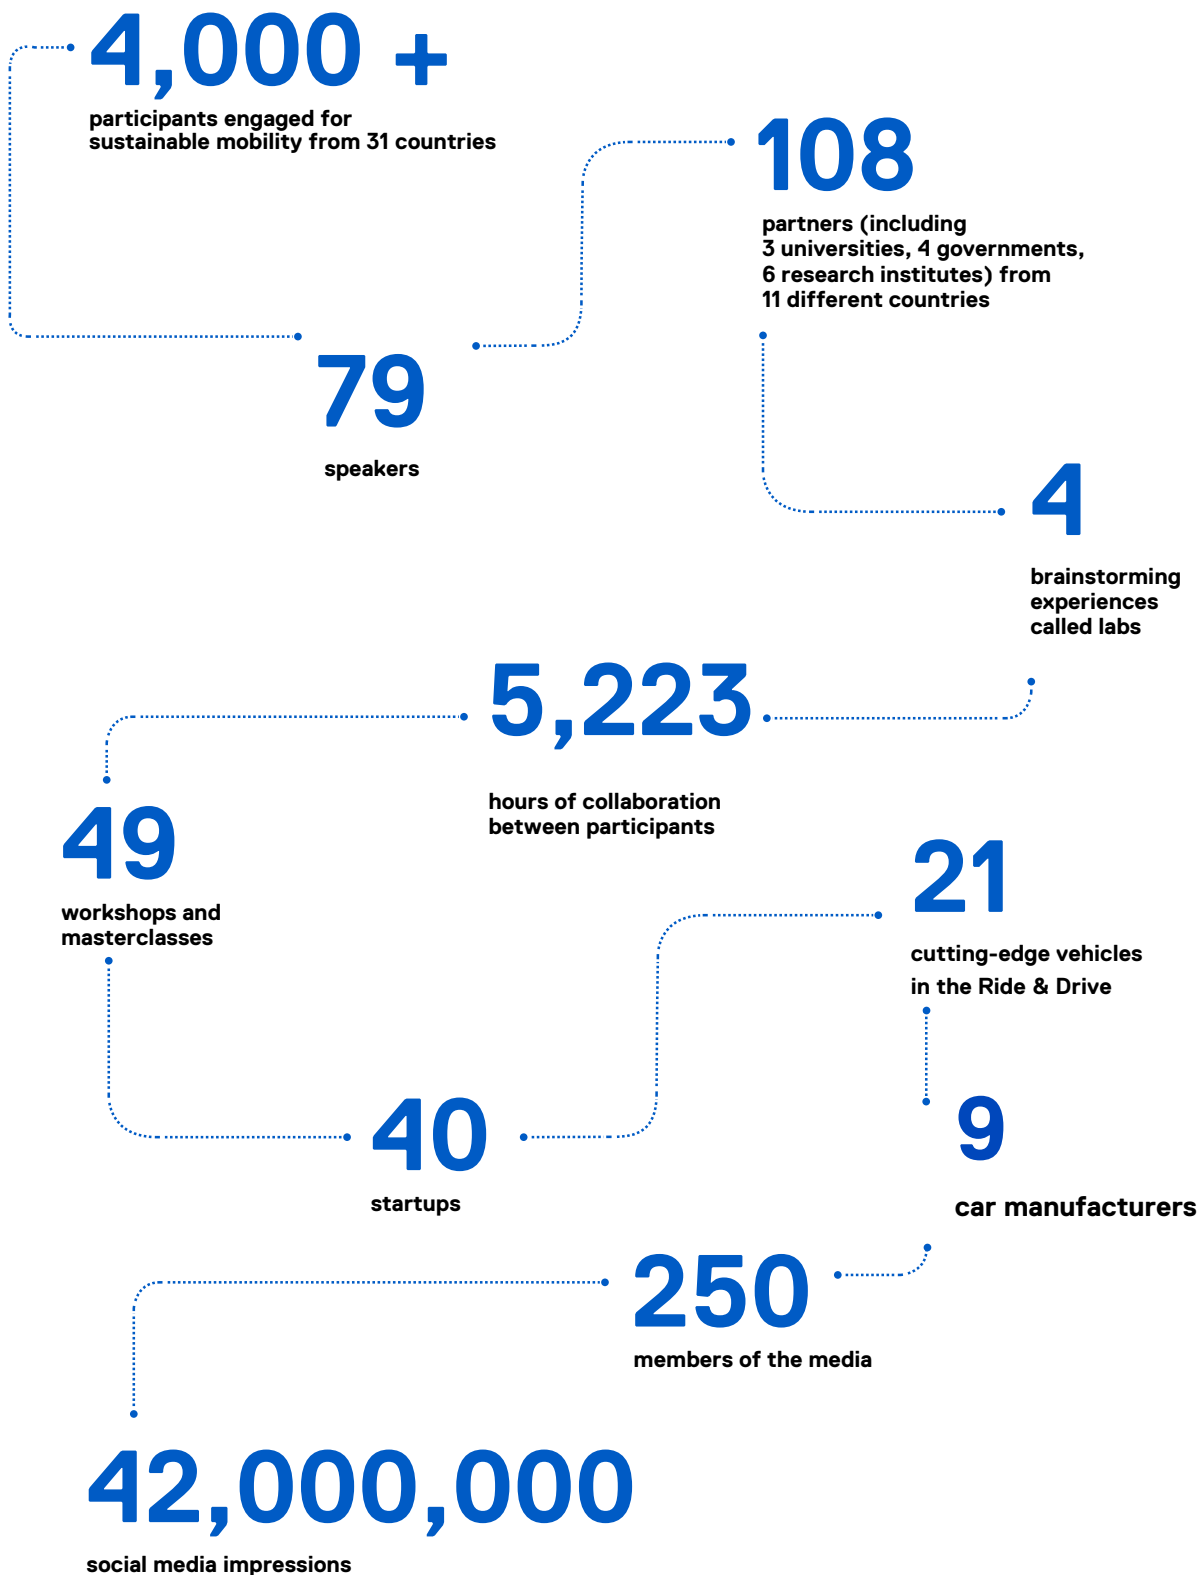 4,000 +
participants engaged for
sustainable mobility from 31 countries
108
partners (including
3 universities, 4 governments,
6 research institutes) from
11 different countries
79
speakers
4
brainstorming
experiences
called labs
5,223
hours of collaboration
between participants
49
workshops and
masterclasses
21
cutting-edge vehicles
in the Ride & Drive
40
startups
9
car manufacturers
250
members of the media
42,000,000
social media impressions